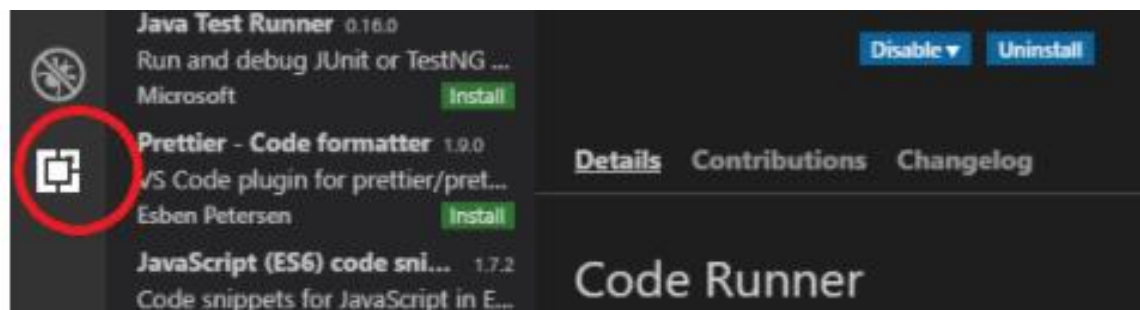 Java Test Runner 0.16.0
Run and debug JUnit or TestNG ...
Microsoft Install
Prettier - Code formatter 1.9.0
VS Code plugin for prettier/pret...
Esben Petersen Install
JavaScript (ES6) code sni... 1.7.2
Code snippets for JavaScript in E...
Disable Uninstall
Details Contributions Changelog
Code Runner